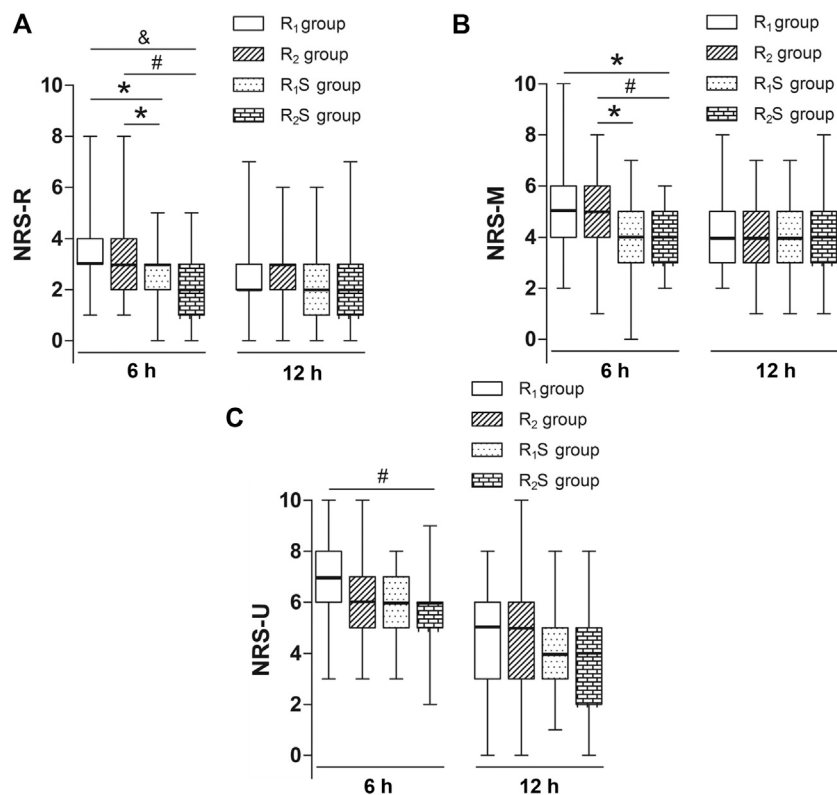 A
R₁ group
R₂ group
R₁S group
R₂S group
&
#
*
*
10
8
6
4
2
0
NRS-R
6 h
12 h
B
R₁ group
R₂ group
R₁S group
R₂S group
*
#
*
10
8
6
4
2
0
NRS-M
6 h
12 h
C
R₁ group
R₂ group
R₁S group
R₂S group
#
10
8
6
4
2
0
NRS-U
6 h
12 h